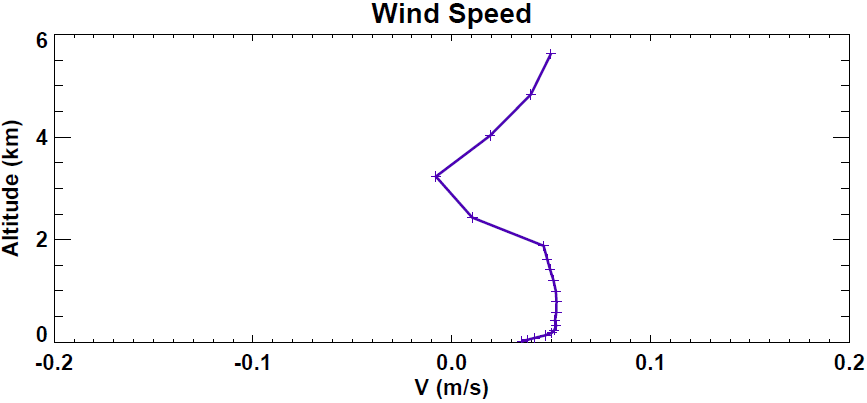 Wind Speed
6
4
2
0
Altitude (km)
-0.2 -0.1 0.0 0.1 0.2
V (m/s)